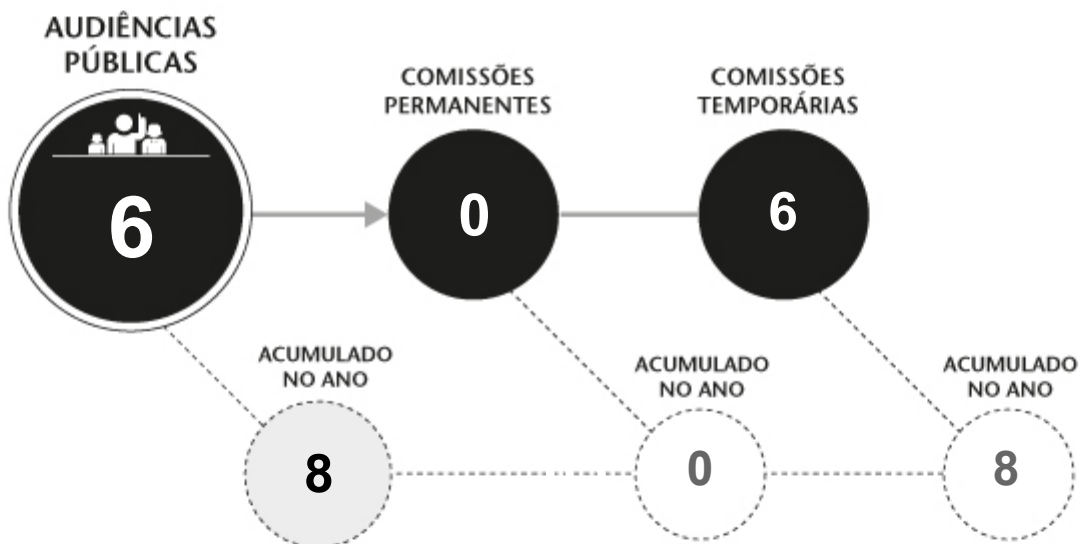 AUDIÊNCIAS
PÚBLICAS
6
COMISSÕES
PERMANENTES
0
COMISSÕES
TEMPORÁRIAS
6
ACUMULADO
NO ANO
8
ACUMULADO
NO ANO
0
ACUMULADO
NO ANO
8